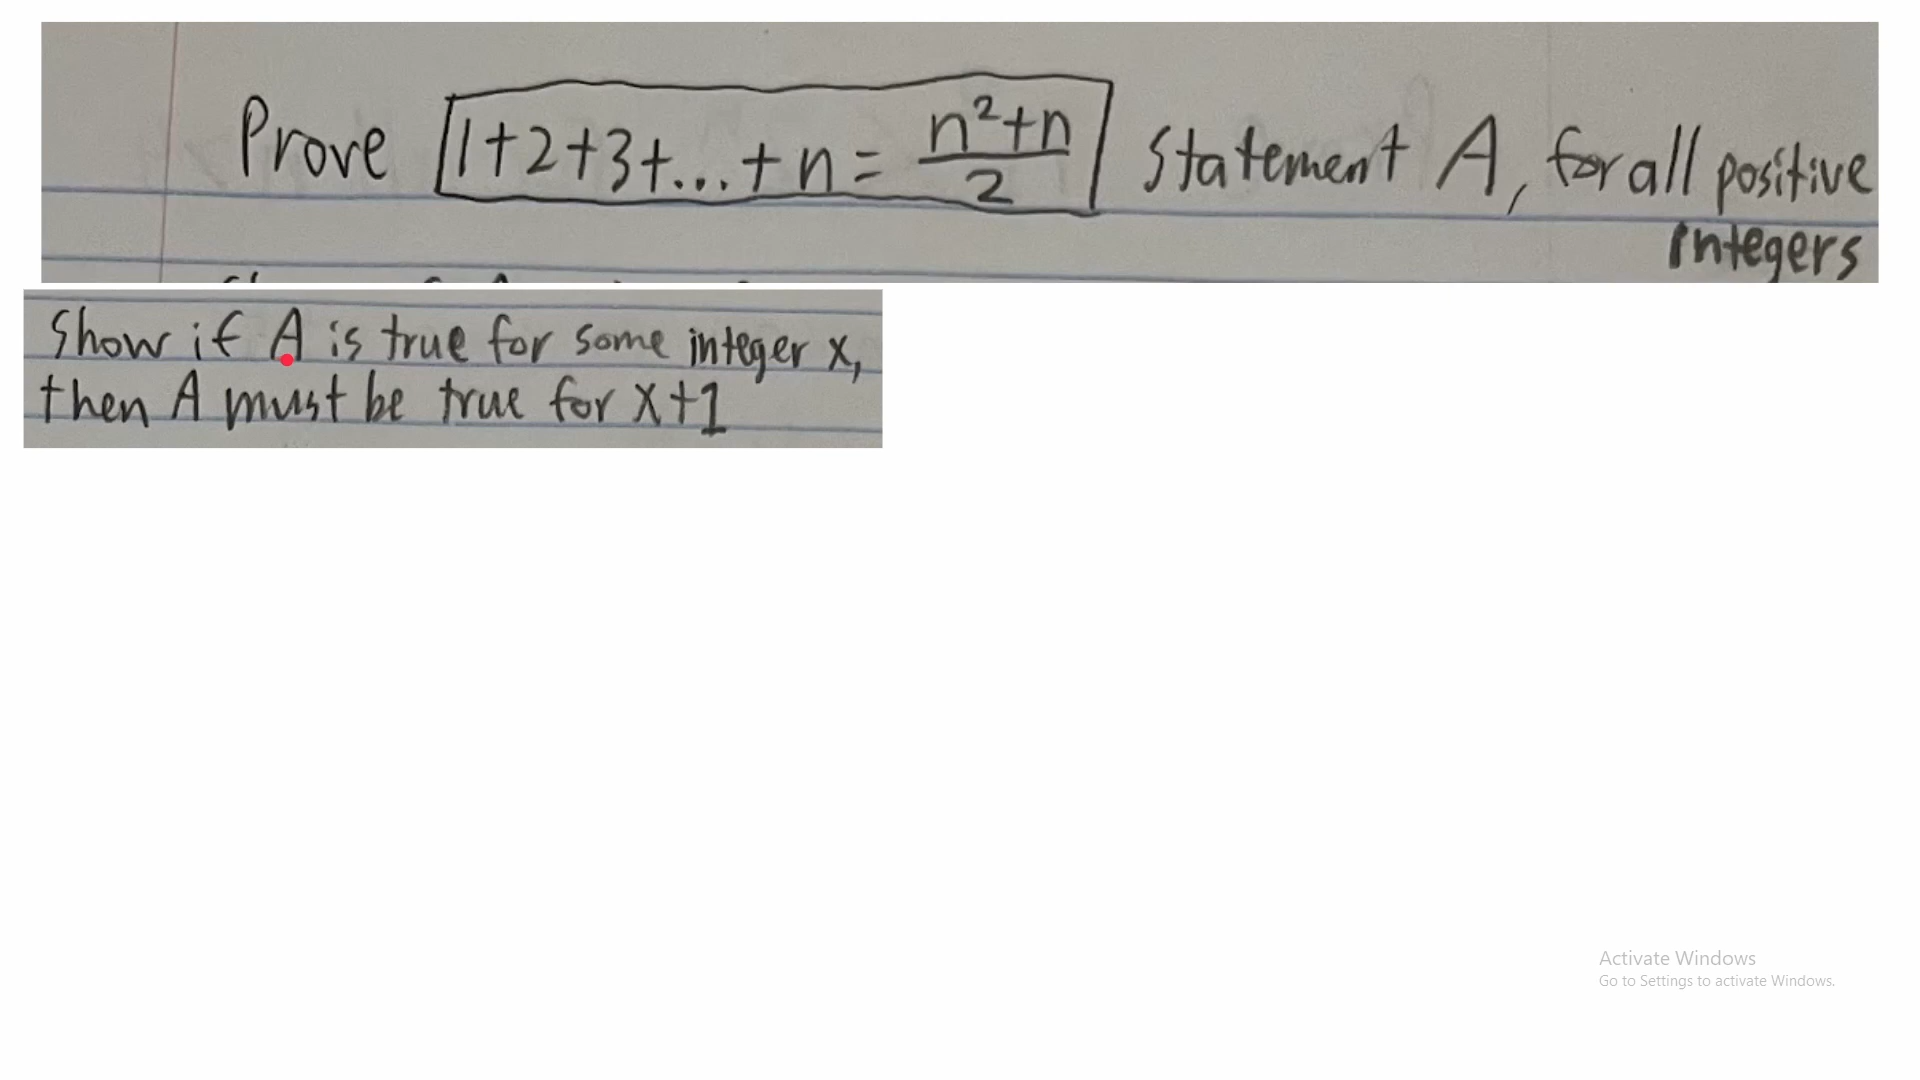 Prove 1+2+3+...+n = n²+n/2 Statement A, for all positive
integers
Show if A is true for some integer x,
then A must be true for x+1
Activate Windows
Go to Settings to activate Windows.